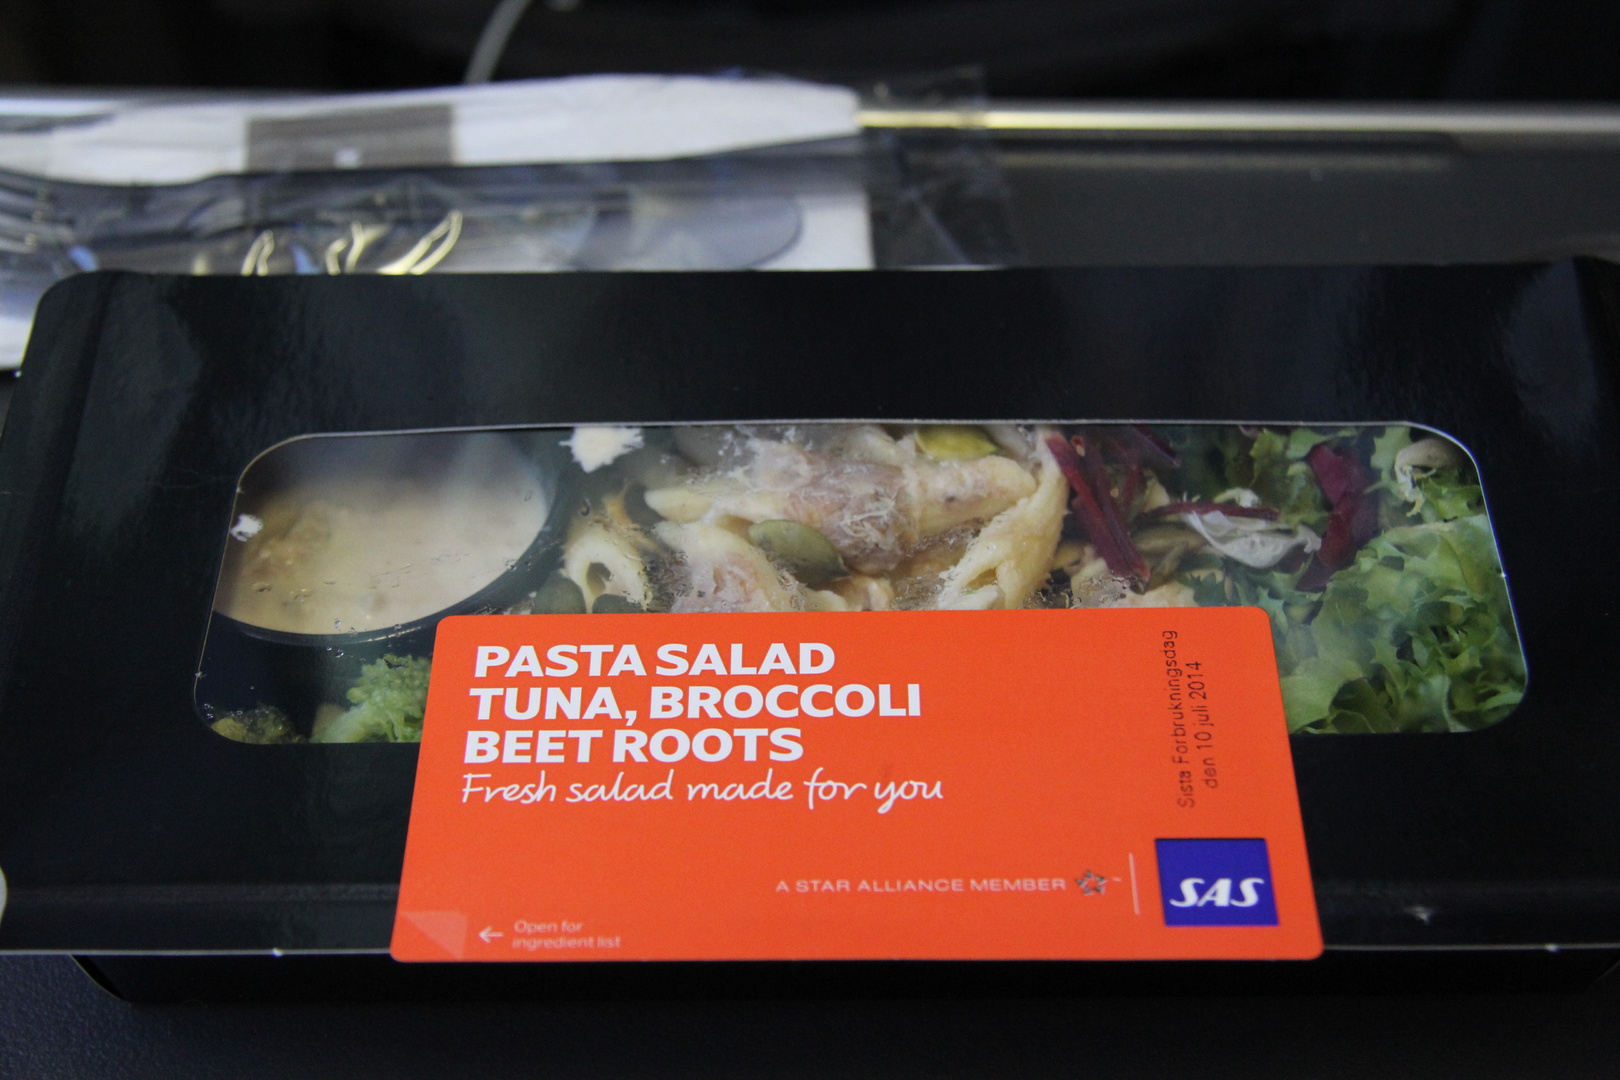 PASTA SALAD
TUNA, BROCCOLI
BEET ROOTS
Fresh salad made for you
Sista Förbrukningsdag
den 10 juli 2014
A STAR ALLIANCE MEMBER
™
SAS
← Open for
ingredient list